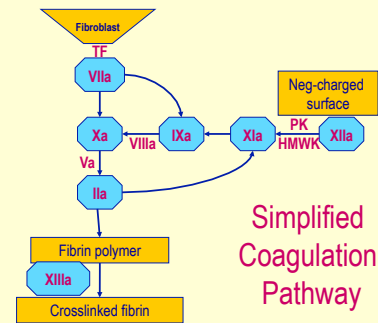 Fibroblast
TF
VIIa
Neg-charged
surface
Xa
VIIIa
IXa
XIa
PK
HMWK
XIIa
Va
IIa
Simplified
Coagulation
Pathway
Fibrin polymer
XIIIa
Crosslinked fibrin